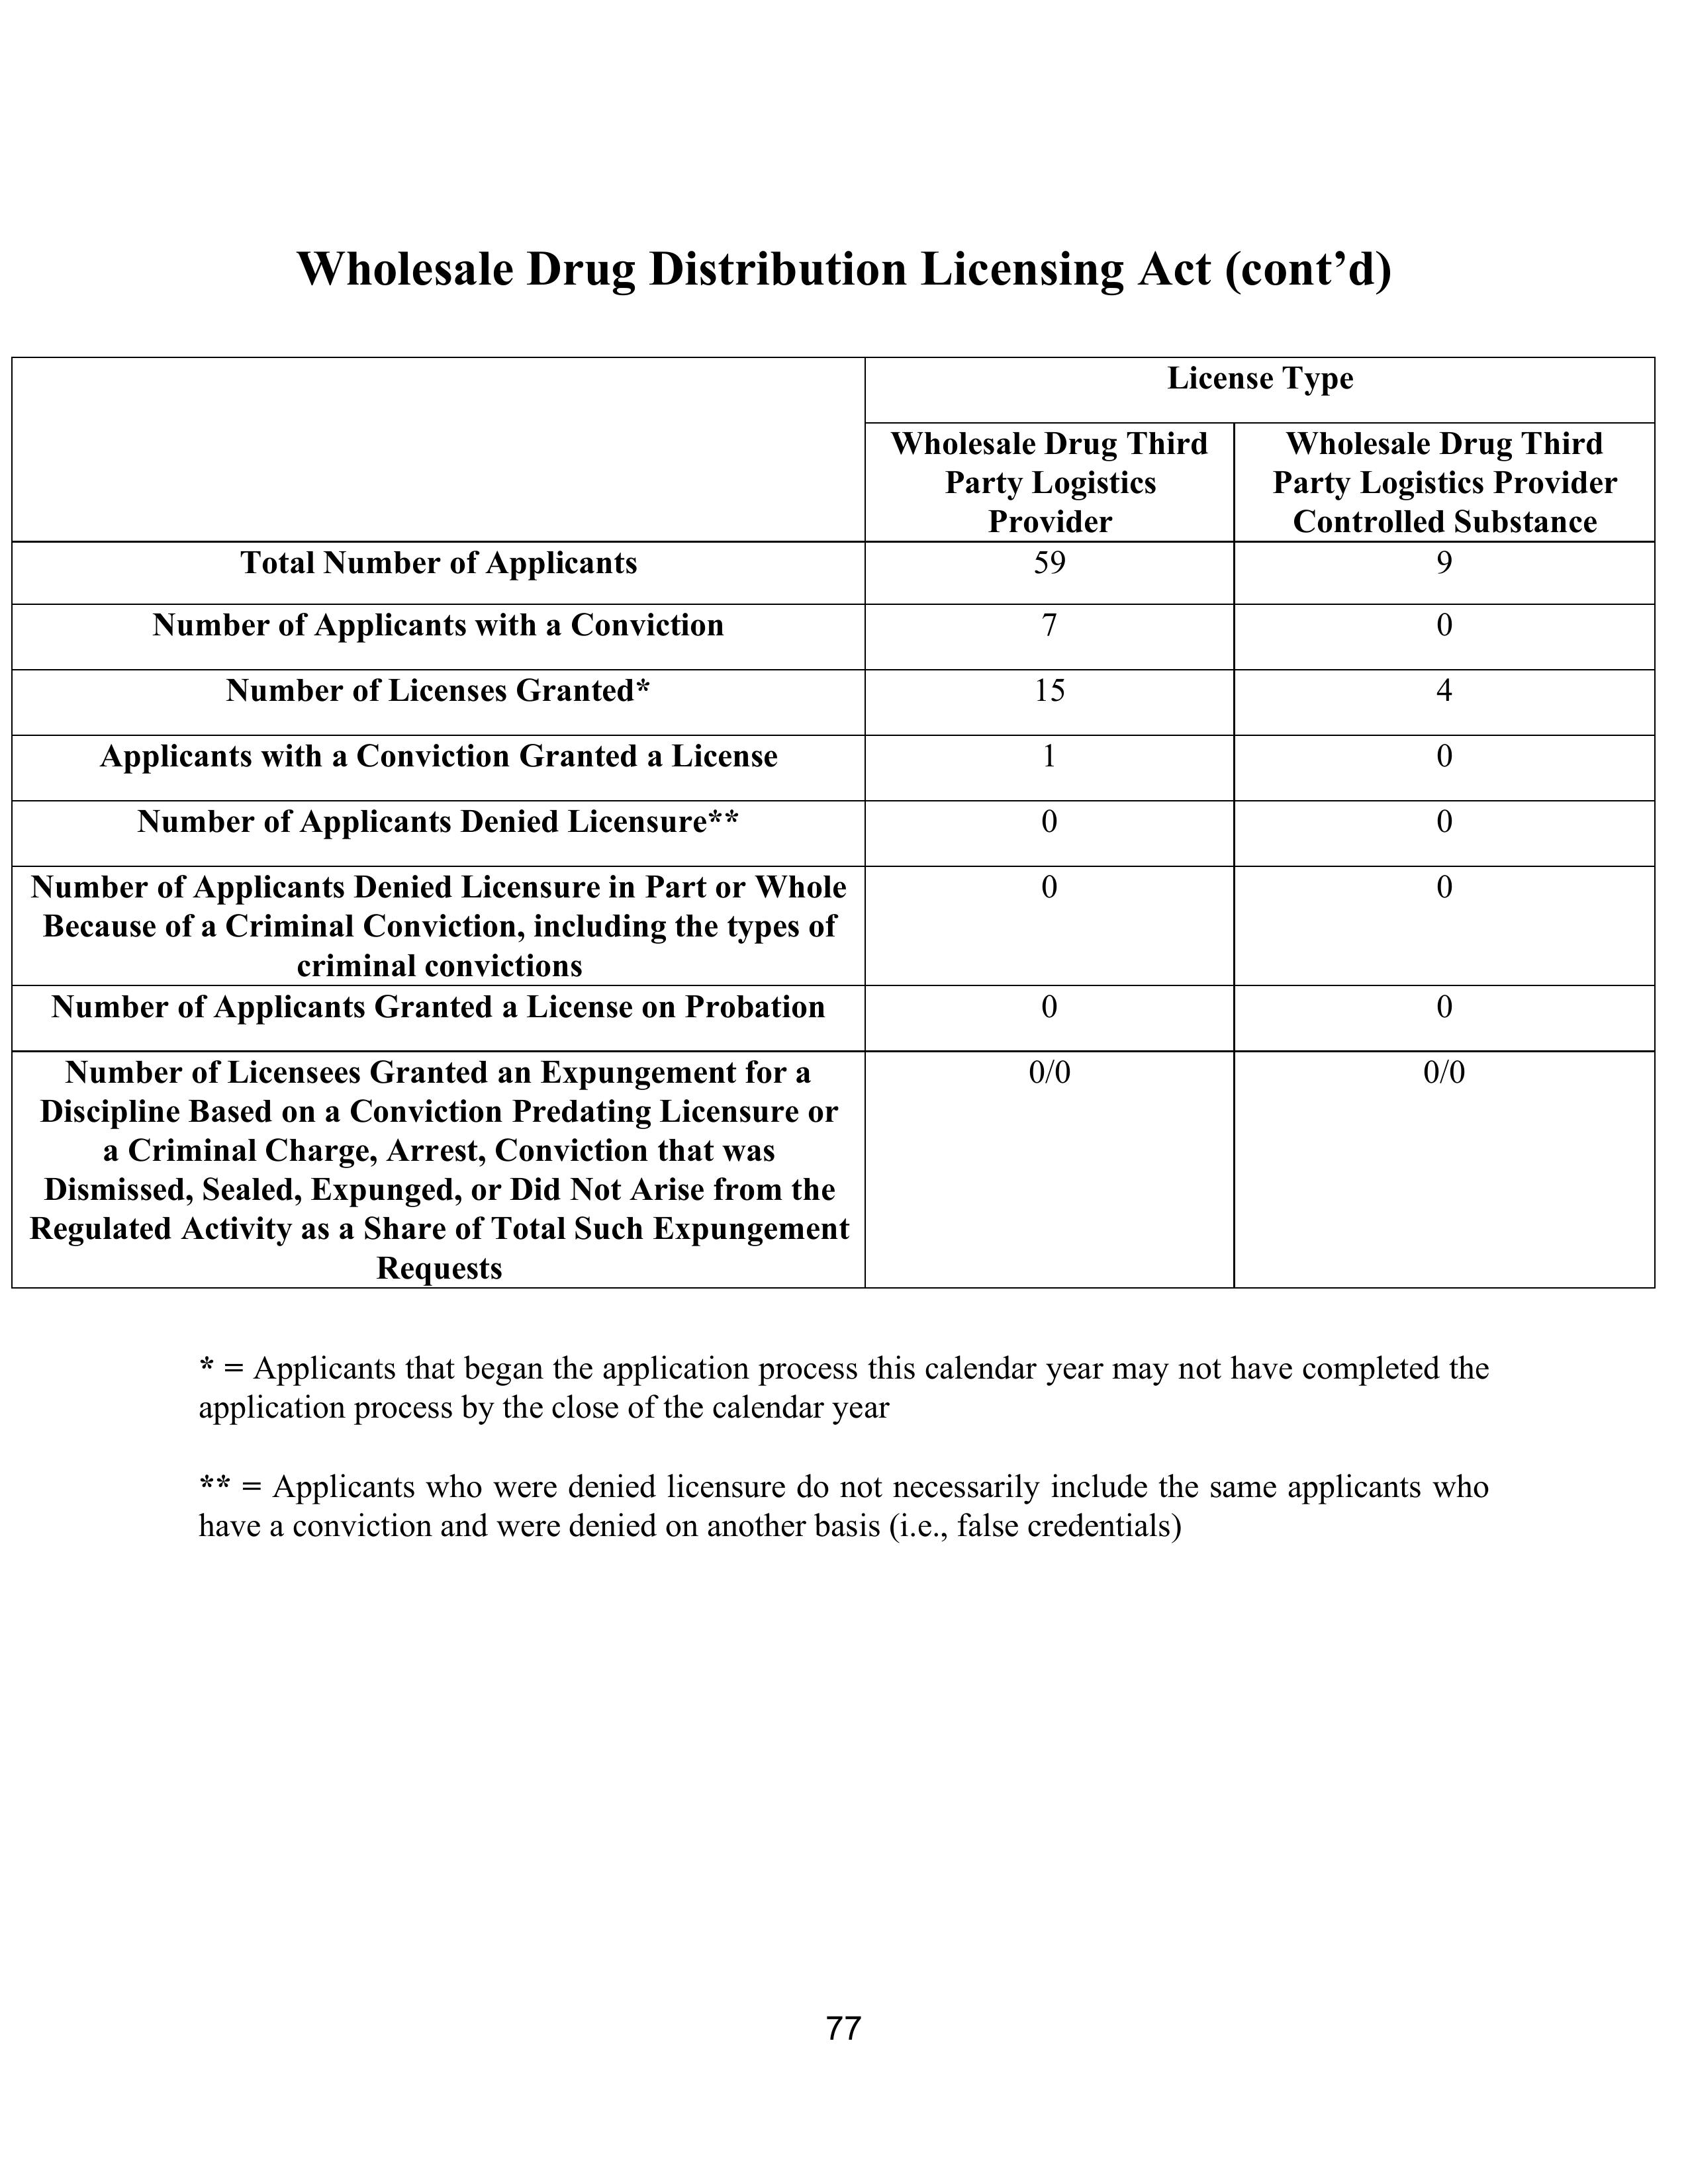 Wholesale Drug Distribution Licensing Act (cont’d)
License Type
Wholesale Drug Third
Party Logistics
Provider
Wholesale Drug Third
Party Logistics Provider
Controlled Substance
Total Number of Applicants 59 9
Number of Applicants with a Conviction 7 0
Number of Licenses Granted* 15 4
Applicants with a Conviction Granted a License 1 0
Number of Applicants Denied Licensure** 0 0
Number of Applicants Denied Licensure in Part or Whole 0 0
Because of a Criminal Conviction, including the types of
criminal convictions
Number of Applicants Granted a License on Probation 0 0
Number of Licensees Granted an Expungement for a 0/0 0/0
Discipline Based on a Conviction Predating Licensure or
a Criminal Charge, Arrest, Conviction that was
Dismissed, Sealed, Expunged, or Did Not Arise from the
Regulated Activity as a Share of Total Such Expungement
Requests
* = Applicants that began the application process this calendar year may not have completed the
application process by the close of the calendar year
** = Applicants who were denied licensure do not necessarily include the same applicants who
have a conviction and were denied on another basis (i.e., false credentials)
77